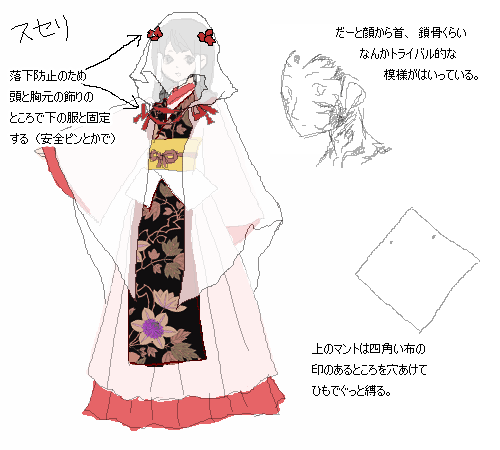 スセリ
落下防止のため
頭と胸元の飾りの
ところで下の服と固定
する（安全ピンとかで）
だーと顔から首、鎖骨くらい
なんかトライバル的な
模様がはいっている。
上のマントは四角い布の
印のあるところを穴あけて
ひもでぐっと縛る。